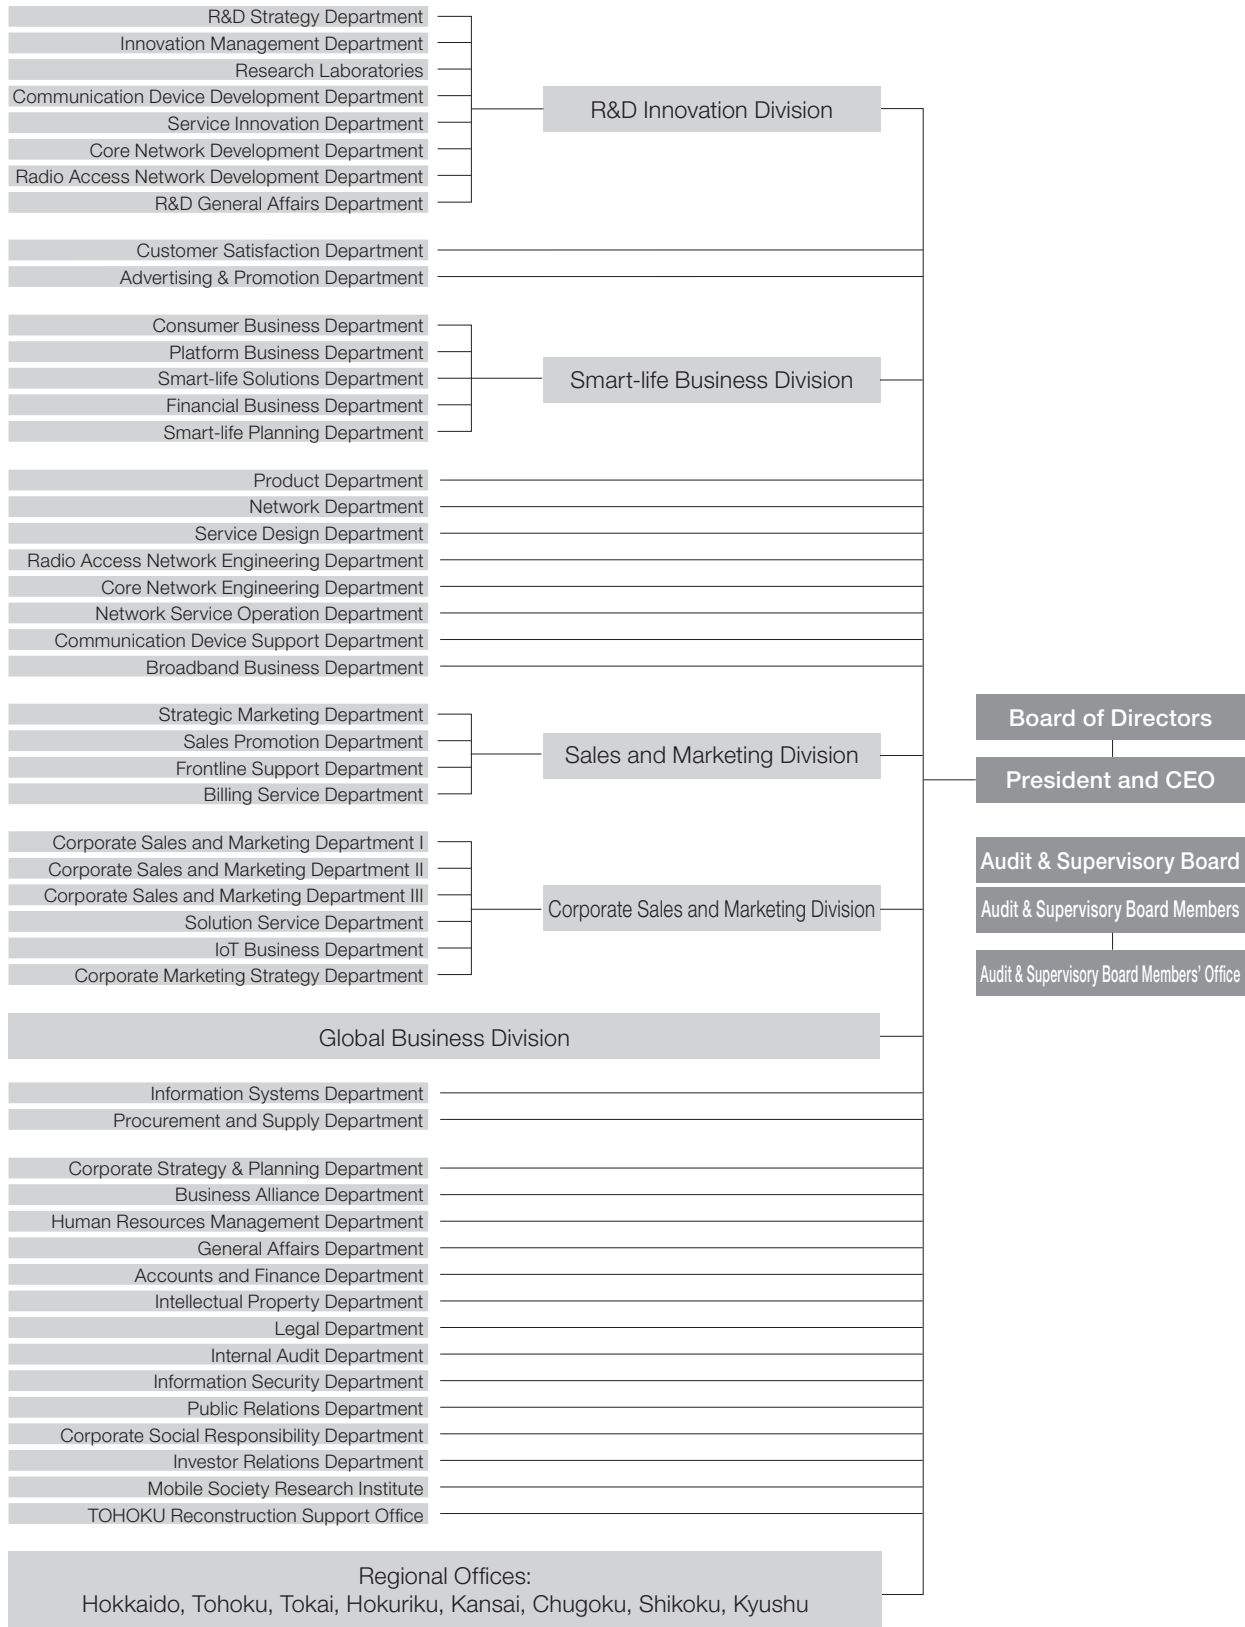 R&D Strategy Department
Innovation Management Department
Research Laboratories
Communication Device Development Department
Service Innovation Department
Core Network Development Department
Radio Access Network Development Department
R&D General Affairs Department
R&D Innovation Division
Customer Satisfaction Department
Advertising & Promotion Department
Consumer Business Department
Platform Business Department
Smart-life Solutions Department
Financial Business Department
Smart-life Planning Department
Smart-life Business Division
Product Department
Network Department
Service Design Department
Radio Access Network Engineering Department
Core Network Engineering Department
Network Service Operation Department
Communication Device Support Department
Broadband Business Department
Strategic Marketing Department
Sales Promotion Department
Frontline Support Department
Billing Service Department
Sales and Marketing Division
Corporate Sales and Marketing Department I
Corporate Sales and Marketing Department II
Corporate Sales and Marketing Department III
Solution Service Department
IoT Business Department
Corporate Marketing Strategy Department
Corporate Sales and Marketing Division
Global Business Division
Information Systems Department
Procurement and Supply Department
Corporate Strategy & Planning Department
Business Alliance Department
Human Resources Management Department
General Affairs Department
Accounts and Finance Department
Intellectual Property Department
Legal Department
Internal Audit Department
Information Security Department
Public Relations Department
Corporate Social Responsibility Department
Investor Relations Department
Mobile Society Research Institute
TOHOKU Reconstruction Support Office
Regional Offices:
Hokkaido, Tohoku, Tokai, Hokuriku, Kansai, Chugoku, Shikoku, Kyushu
Board of Directors
President and CEO
Audit & Supervisory Board
Audit & Supervisory Board Members
Audit & Supervisory Board Members' Office